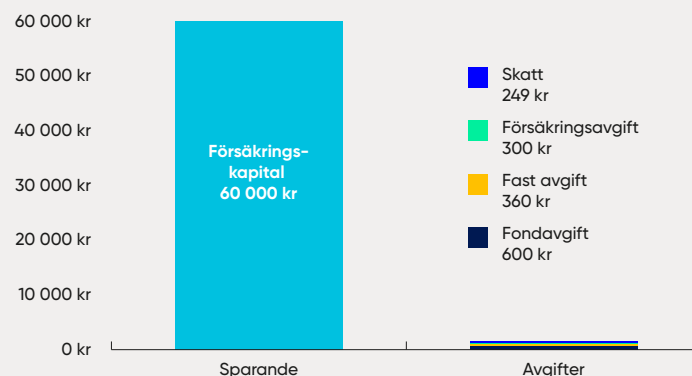 60 000 kr
50 000 kr
40 000 kr
30 000 kr
20 000 kr
10 000 kr
0 kr
Försäkrings-
kapital
60 000 kr
Skatt
249 kr
Försäkringsavgift
300 kr
Fast avgift
360 kr
Fondavgift
600 kr
Sparande
Avgifter